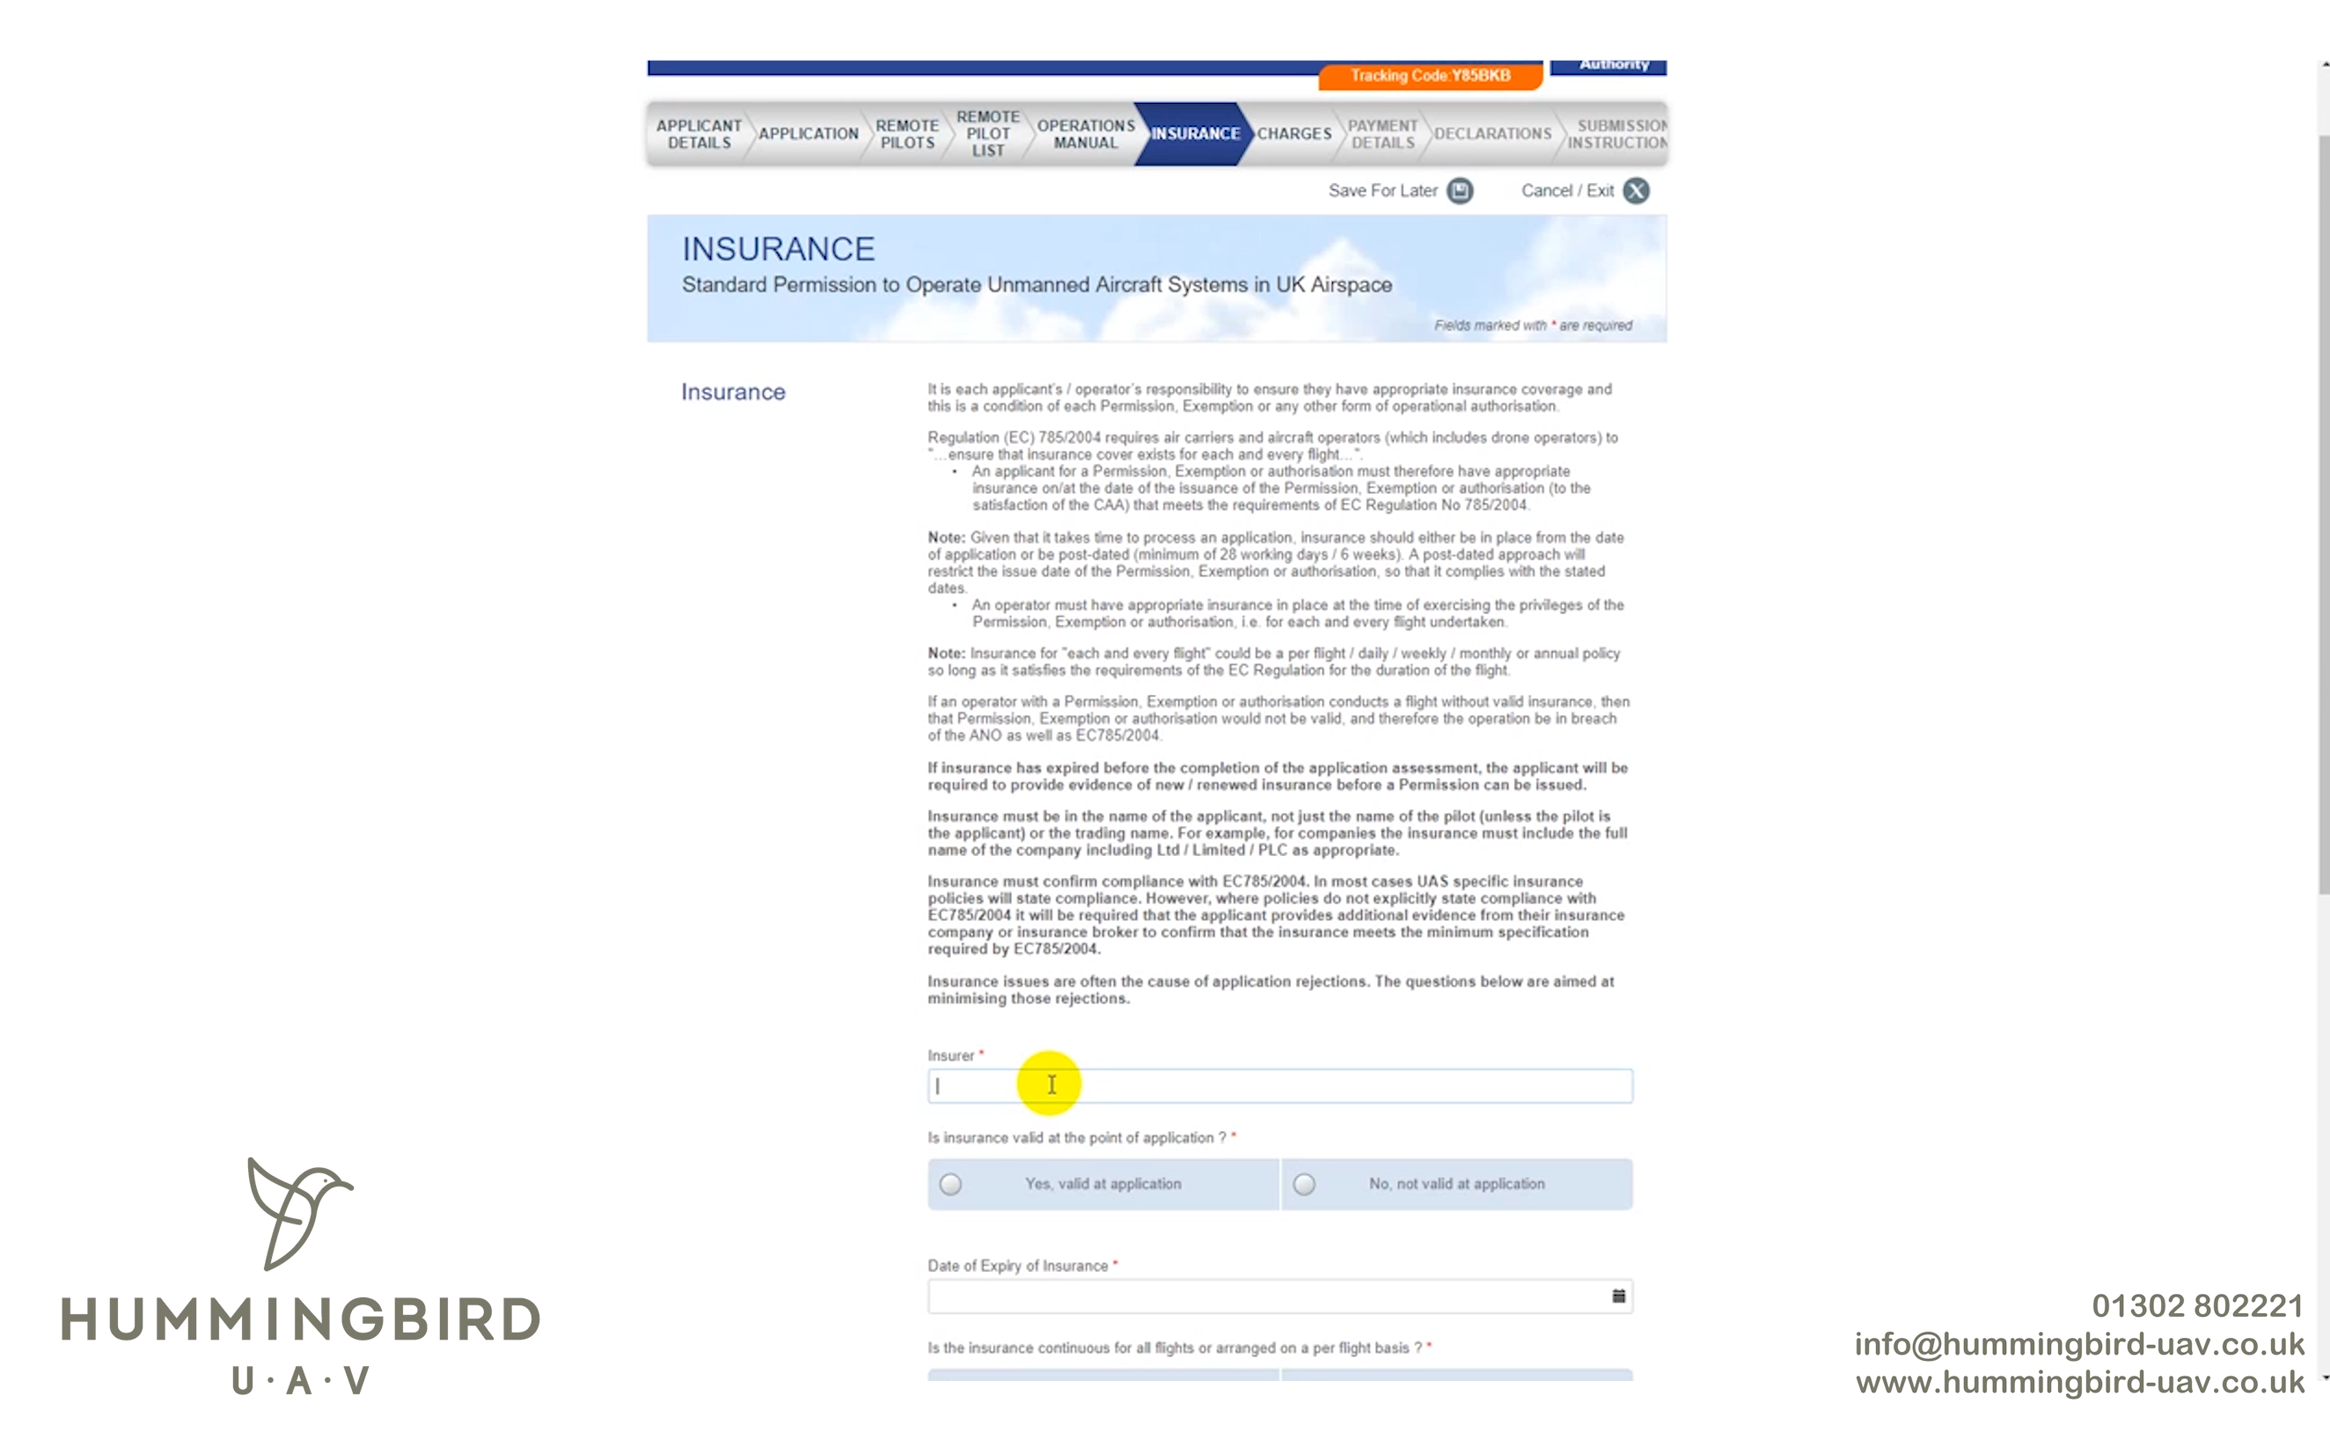 Authority
Tracking Code:Y85BKB
APPLICANT DETAILS
APPLICATION
REMOTE PILOTS
REMOTE PILOT LIST
OPERATIONS MANUAL
INSURANCE
CHARGES
PAYMENT DETAILS
DECLARATIONS
SUBMISSION INSTRUCTION
Save For Later
Cancel / Exit X
INSURANCE
Standard Permission to Operate Unmanned Aircraft Systems in UK Airspace
Fields marked with * are required
Insurance
It is each applicant's / operator's responsibility to ensure they have appropriate insurance coverage and
this is a condition of each Permission, Exemption or any other form of operational authorisation.
Regulation (EC) 785/2004 requires air carriers and aircraft operators (which includes drone operators) to
"...ensure that insurance cover exists for each and every flight...".
• An applicant for a Permission, Exemption or authorisation must therefore have appropriate
insurance on/at the date of the issuance of the Permission, Exemption or authorisation (to the
satisfaction of the CAA) that meets the requirements of EC Regulation No 785/2004.
Note: Given that it takes time to process an application, insurance should either be in place from the date
of application or be post-dated (minimum of 28 working days / 6 weeks). A post-dated approach will
restrict the issue date of the Permission, Exemption or authorisation, so that it complies with the stated
dates.
• An operator must have appropriate insurance in place at the time of exercising the privileges of the
Permission, Exemption or authorisation, i.e. for each and every flight undertaken.
Note: Insurance for "each and every flight" could be a per flight / daily / weekly / monthly or annual policy
so long as it satisfies the requirements of the EC Regulation for the duration of the flight.
If an operator with a Permission, Exemption or authorisation conducts a flight without valid insurance, then
that Permission, Exemption or authorisation would not be valid, and therefore the operation be in breach
of the ANO as well as EC785/2004.
If insurance has expired before the completion of the application assessment, the applicant will be
required to provide evidence of new / renewed insurance before a Permission can be issued.
Insurance must be in the name of the applicant, not just the name of the pilot (unless the pilot is
the applicant) or the trading name. For example, for companies the insurance must include the full
name of the company including Ltd / Limited / PLC as appropriate.
Insurance must confirm compliance with EC785/2004. In most cases UAS specific insurance
policies will state compliance. However, where policies do not explicitly state compliance with
EC785/2004 it will be required that the applicant provides additional evidence from their insurance
company or insurance broker to confirm that the insurance meets the minimum specification
required by EC785/2004.
Insurance issues are often the cause of application rejections. The questions below are aimed at
minimising those rejections.
Insurer *
Is insurance valid at the point of application ? *
Yes, valid at application
No, not valid at application
Date of Expiry of Insurance *
Is the insurance continuous for all flights or arranged on a per flight basis ? *
HUMMINGBIRD
U·A·V
01302 802221
info@hummingbird-uav.co.uk
www.hummingbird-uav.co.uk